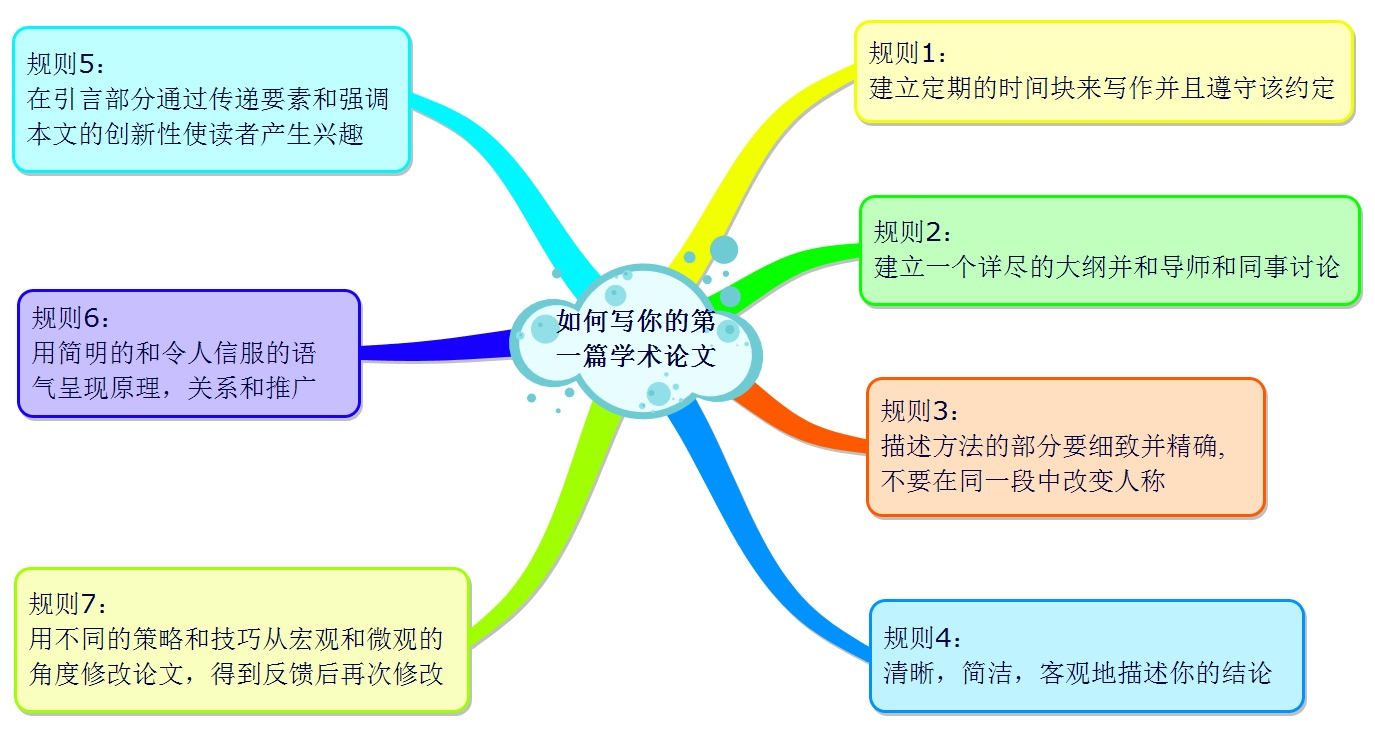 如何写你的第
一篇学术论文
规则1：
建立定期的时间块来写作并且遵守该约定
规则2：
建立一个详尽的大纲并和导师和同事讨论
规则3：
描述方法的部分要细致并精确,
不要在同一段中改变人称
规则4：
清晰，简洁，客观地描述你的结论
规则5：
在引言部分通过传递要素和强调
本文的创新性使读者产生兴趣
规则6：
用简明的和令人信服的语
气呈现原理，关系和推广
规则7：
用不同的策略和技巧从宏观和微观的
角度修改论文，得到反馈后再次修改